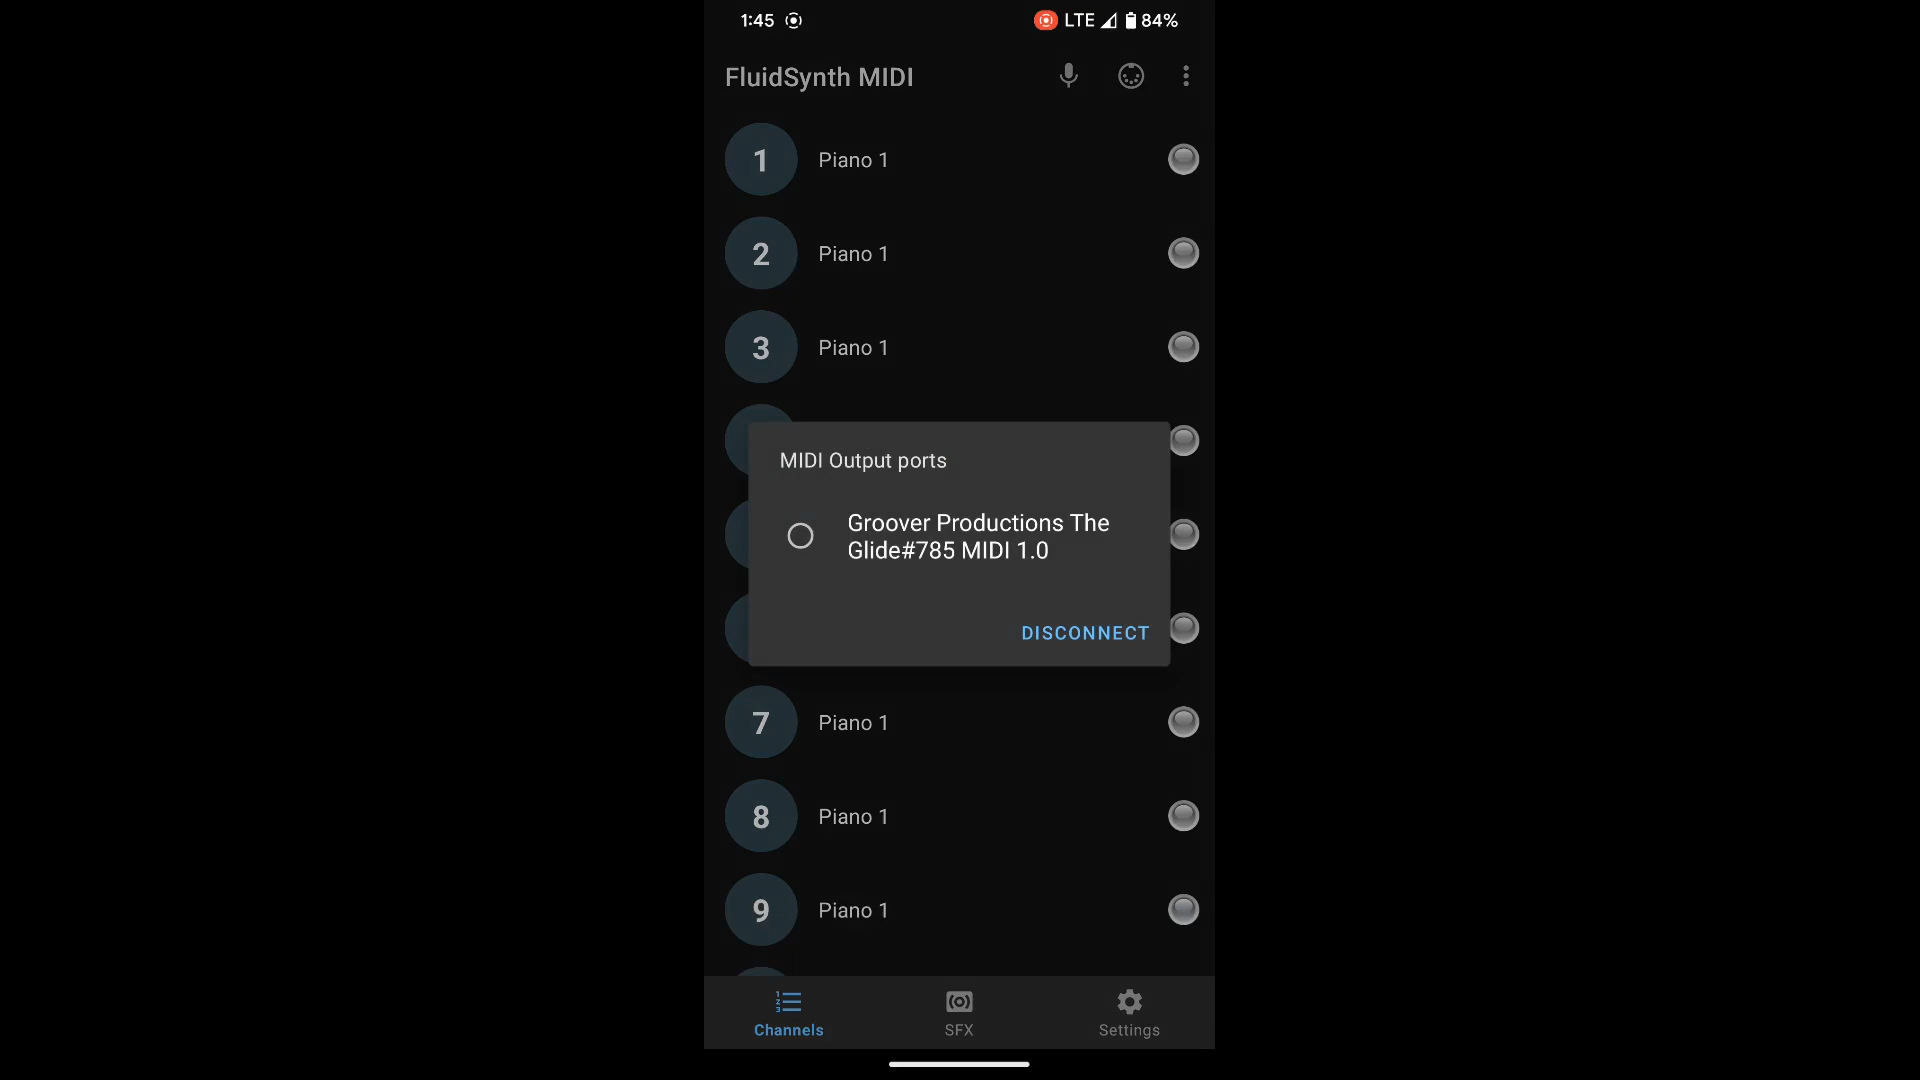 1:45 LTE 84%
FluidSynth MIDI
1 Piano 1
2 Piano 1
3 Piano 1
MIDI Output ports
Groover Productions The
Glide#785 MIDI 1.0
DISCONNECT
7 Piano 1
8 Piano 1
9 Piano 1
Channels SFX Settings